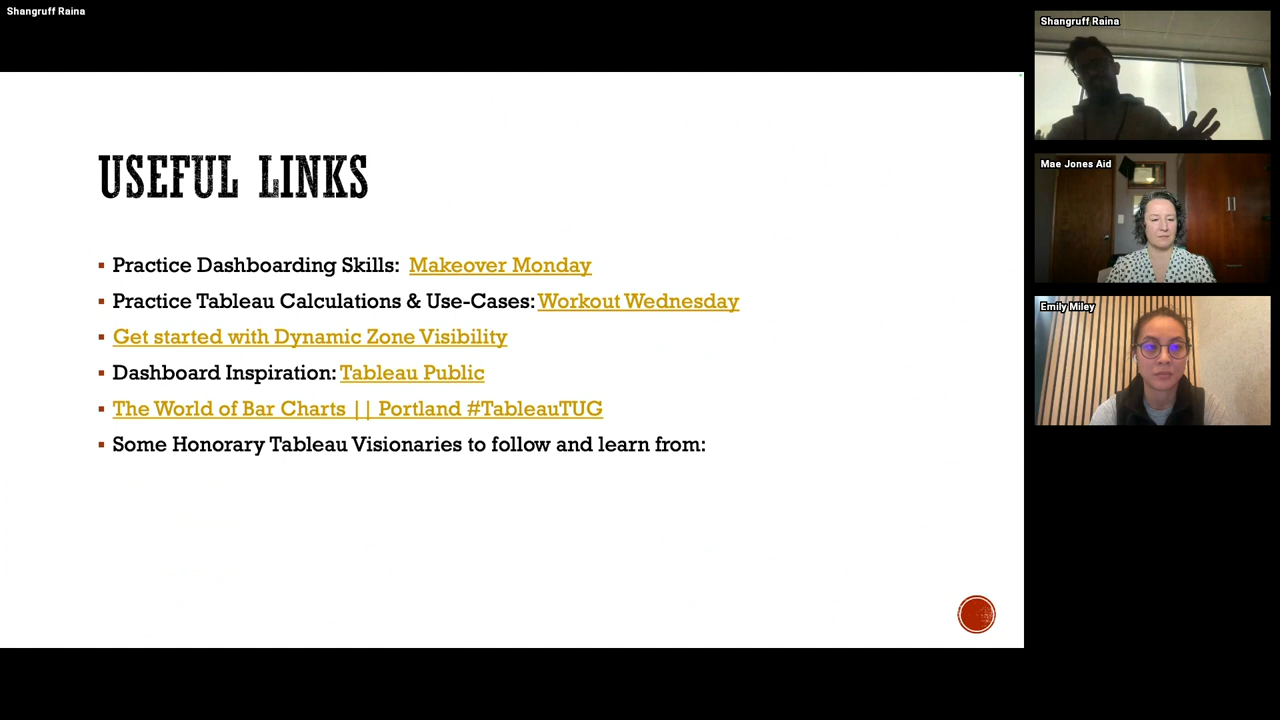 Shangruff Raina
USEFUL LINKS
Practice Dashboarding Skills: Makeover Monday
Practice Tableau Calculations & Use-Cases: Workout Wednesday
Get started with Dynamic Zone Visibility
Dashboard Inspiration: Tableau Public
The World of Bar Charts || Portland #TableauTUG
Some Honorary Tableau Visionaries to follow and learn from:
Shangruff Raina
Mae Jones Aid
Emily Miley